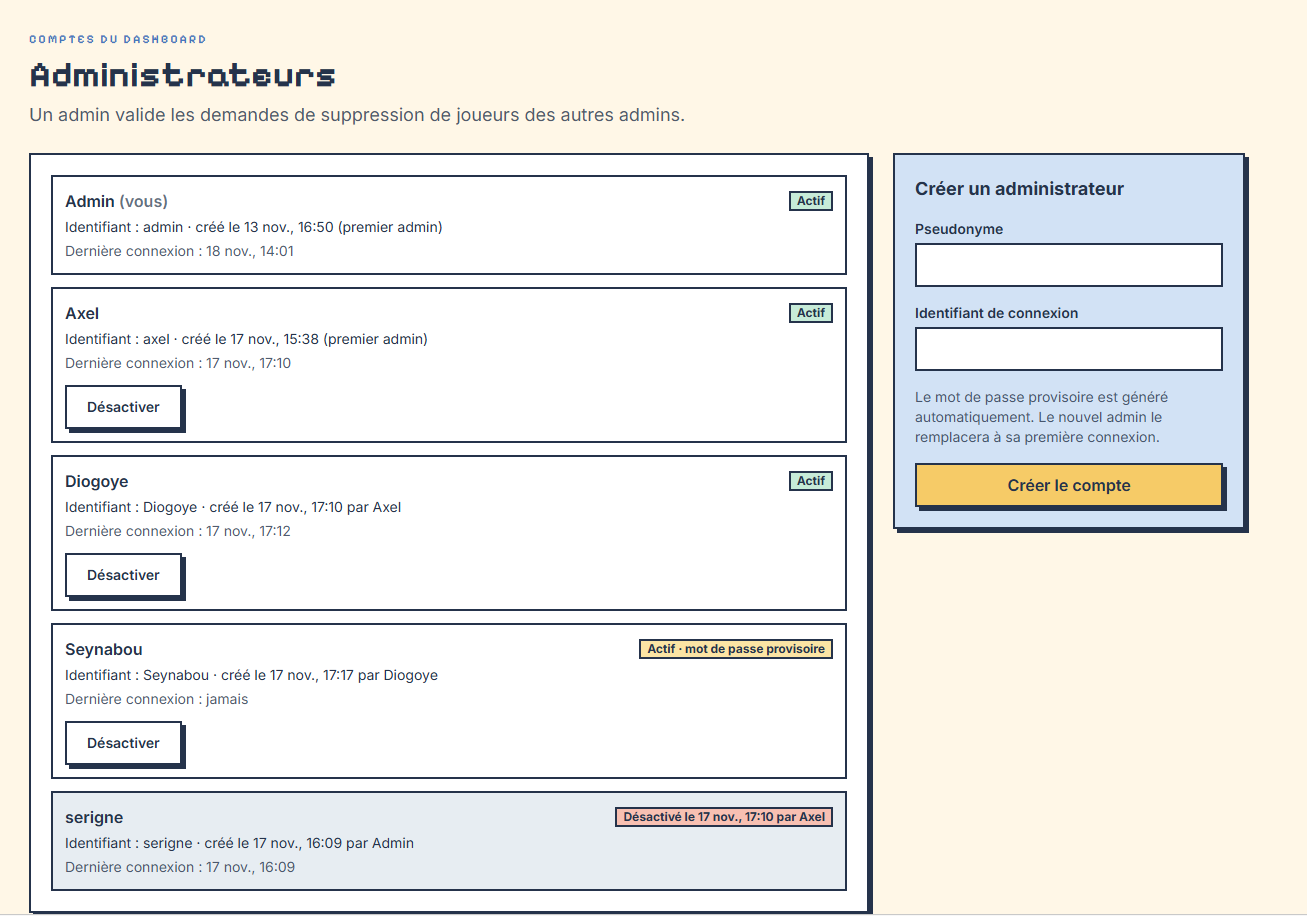 COMPTES DU DASHBOARD
Administrateurs
Un admin valide les demandes de suppression de joueurs des autres admins.
Admin (vous)
Actif
Identifiant : admin · créé le 13 nov., 16:50 (premier admin)
Dernière connexion : 18 nov., 14:01
Axel
Actif
Identifiant : axel · créé le 17 nov., 15:38 (premier admin)
Dernière connexion : 17 nov., 17:10
Désactiver
Diogoye
Actif
Identifiant : Diogoye · créé le 17 nov., 17:10 par Axel
Dernière connexion : 17 nov., 17:12
Désactiver
Seynabou
Actif · mot de passe provisoire
Identifiant : Seynabou · créé le 17 nov., 17:17 par Diogoye
Dernière connexion : jamais
Désactiver
serigne
Désactivé le 17 nov., 17:10 par Axel
Identifiant : serigne · créé le 17 nov., 16:09 par Admin
Dernière connexion : 17 nov., 16:09
Créer un administrateur
Pseudonyme
Identifiant de connexion
Le mot de passe provisoire est généré
automatiquement. Le nouvel admin le
remplacera à sa première connexion.
Créer le compte